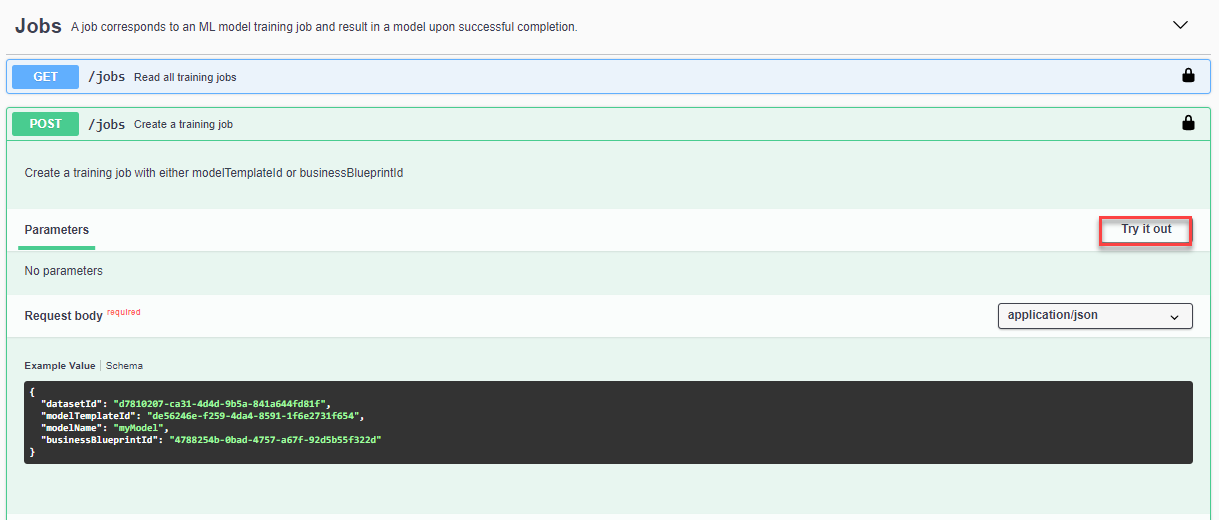 Jobs A job corresponds to an ML model training job and result in a model upon successful completion.
GET /jobs Read all training jobs
POST /jobs Create a training job
Create a training job with either modelTemplateId or businessBlueprintId
Parameters Try it out
No parameters
Request body required application/json
Example Value | Schema
{
"datasetId": "d7810207-ca31-4d4d-9b5a-841a644fd81f",
"modelTemplateId": "de56246e-f259-4da4-8591-1f6e2731f654",
"modelName": "myModel",
"businessBlueprintId": "4788254b-0bad-4757-a67f-92d5b55f322d"
}